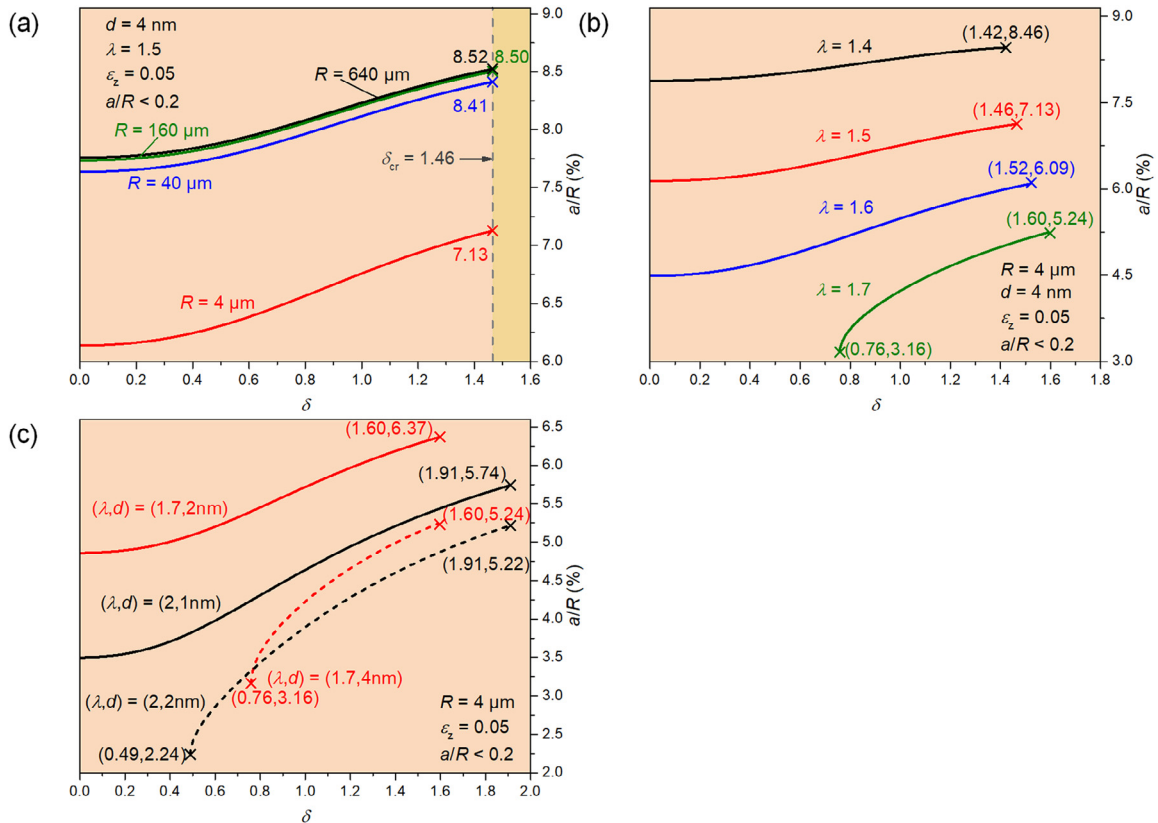 (a)
d = 4 nm
λ = 1.5
εz = 0.05
a/R < 0.2
R = 640 μm
8.52
8.50
8.41
R = 160 μm
R = 40 μm
δcr = 1.46
7.13
R = 4 μm
9.0
8.5
8.0
7.5
7.0
6.5
6.0
a/R (%)
0.0 0.2 0.4 0.6 0.8 1.0 1.2 1.4 1.6
δ
(b)
(1.42,8.46)
λ = 1.4
(1.46,7.13)
λ = 1.5
(1.52,6.09)
λ = 1.6
(1.60,5.24)
λ = 1.7
(0.76,3.16)
R = 4 μm
d = 4 nm
εz = 0.05
a/R < 0.2
9.0
7.5
6.0
4.5
3.0
a/R (%)
0.0 0.2 0.4 0.6 0.8 1.0 1.2 1.4 1.6 1.8
δ
(c)
(1.60,6.37)
(1.91,5.74)
(λ,d) = (1.7,2nm)
(1.60,5.24)
(1.91,5.22)
(λ,d) = (2,1nm)
(λ,d) = (1.7,4nm)
(0.76,3.16)
(λ,d) = (2,2nm)
(0.49,2.24)
R = 4 μm
εz = 0.05
a/R < 0.2
6.5
6.0
5.5
5.0
4.5
4.0
3.5
3.0
2.5
2.0
a/R (%)
0.0 0.2 0.4 0.6 0.8 1.0 1.2 1.4 1.6 1.8 2.0
δ